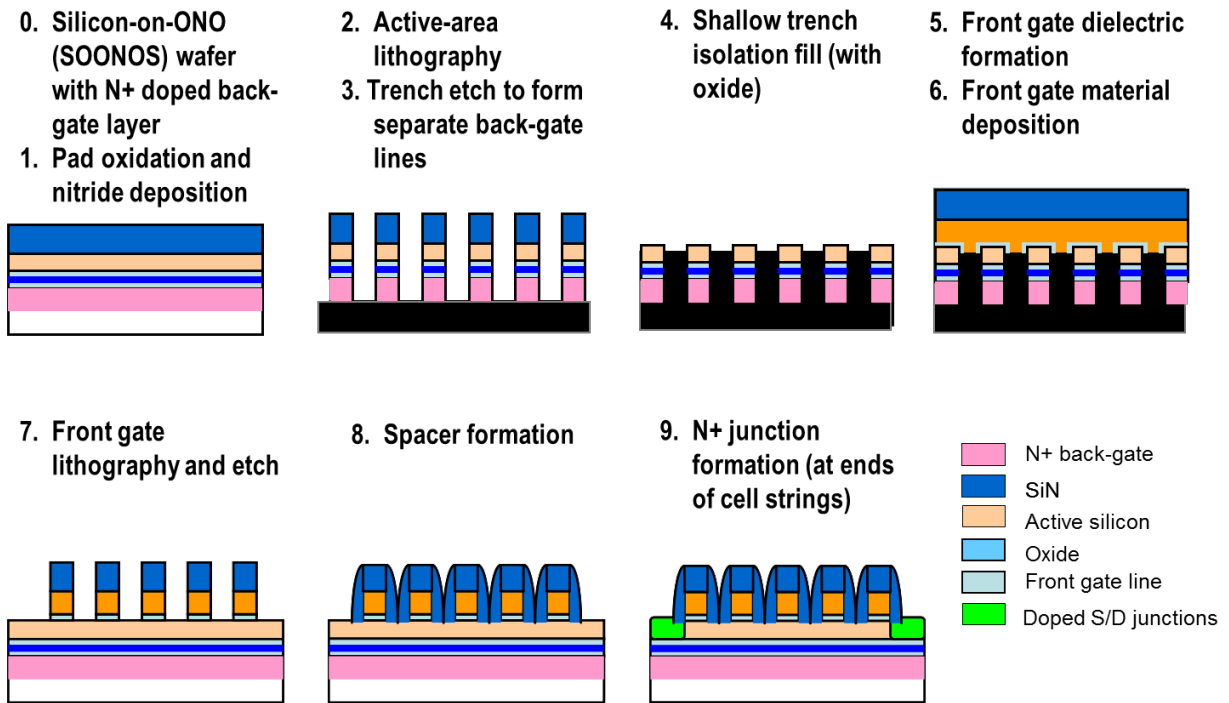 0. Silicon-on-ONO
(SOONOS) wafer
with N+ doped back-
gate layer
1. Pad oxidation and
nitride deposition
2. Active-area
lithography
3. Trench etch to form
separate back-gate
lines
4. Shallow trench
isolation fill (with
oxide)
5. Front gate dielectric
formation
6. Front gate material
deposition
7. Front gate
lithography and etch
8. Spacer formation
9. N+ junction
formation (at ends
of cell strings)
N+ back-gate
SiN
Active silicon
Oxide
Front gate line
Doped S/D junctions